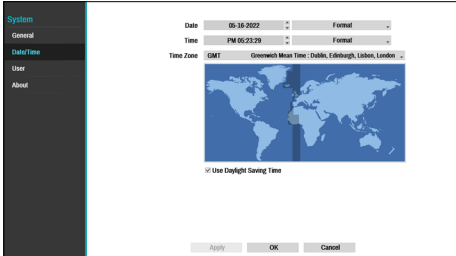 System
General
Date/Time
User
About
Date 05-16-2022 Format
Time PM 05:23:29 Format
Time Zone GMT Greenwich Mean Time : Dublin, Edinburgh, Lisbon, London
Use Daylight Saving Time
Apply OK Cancel